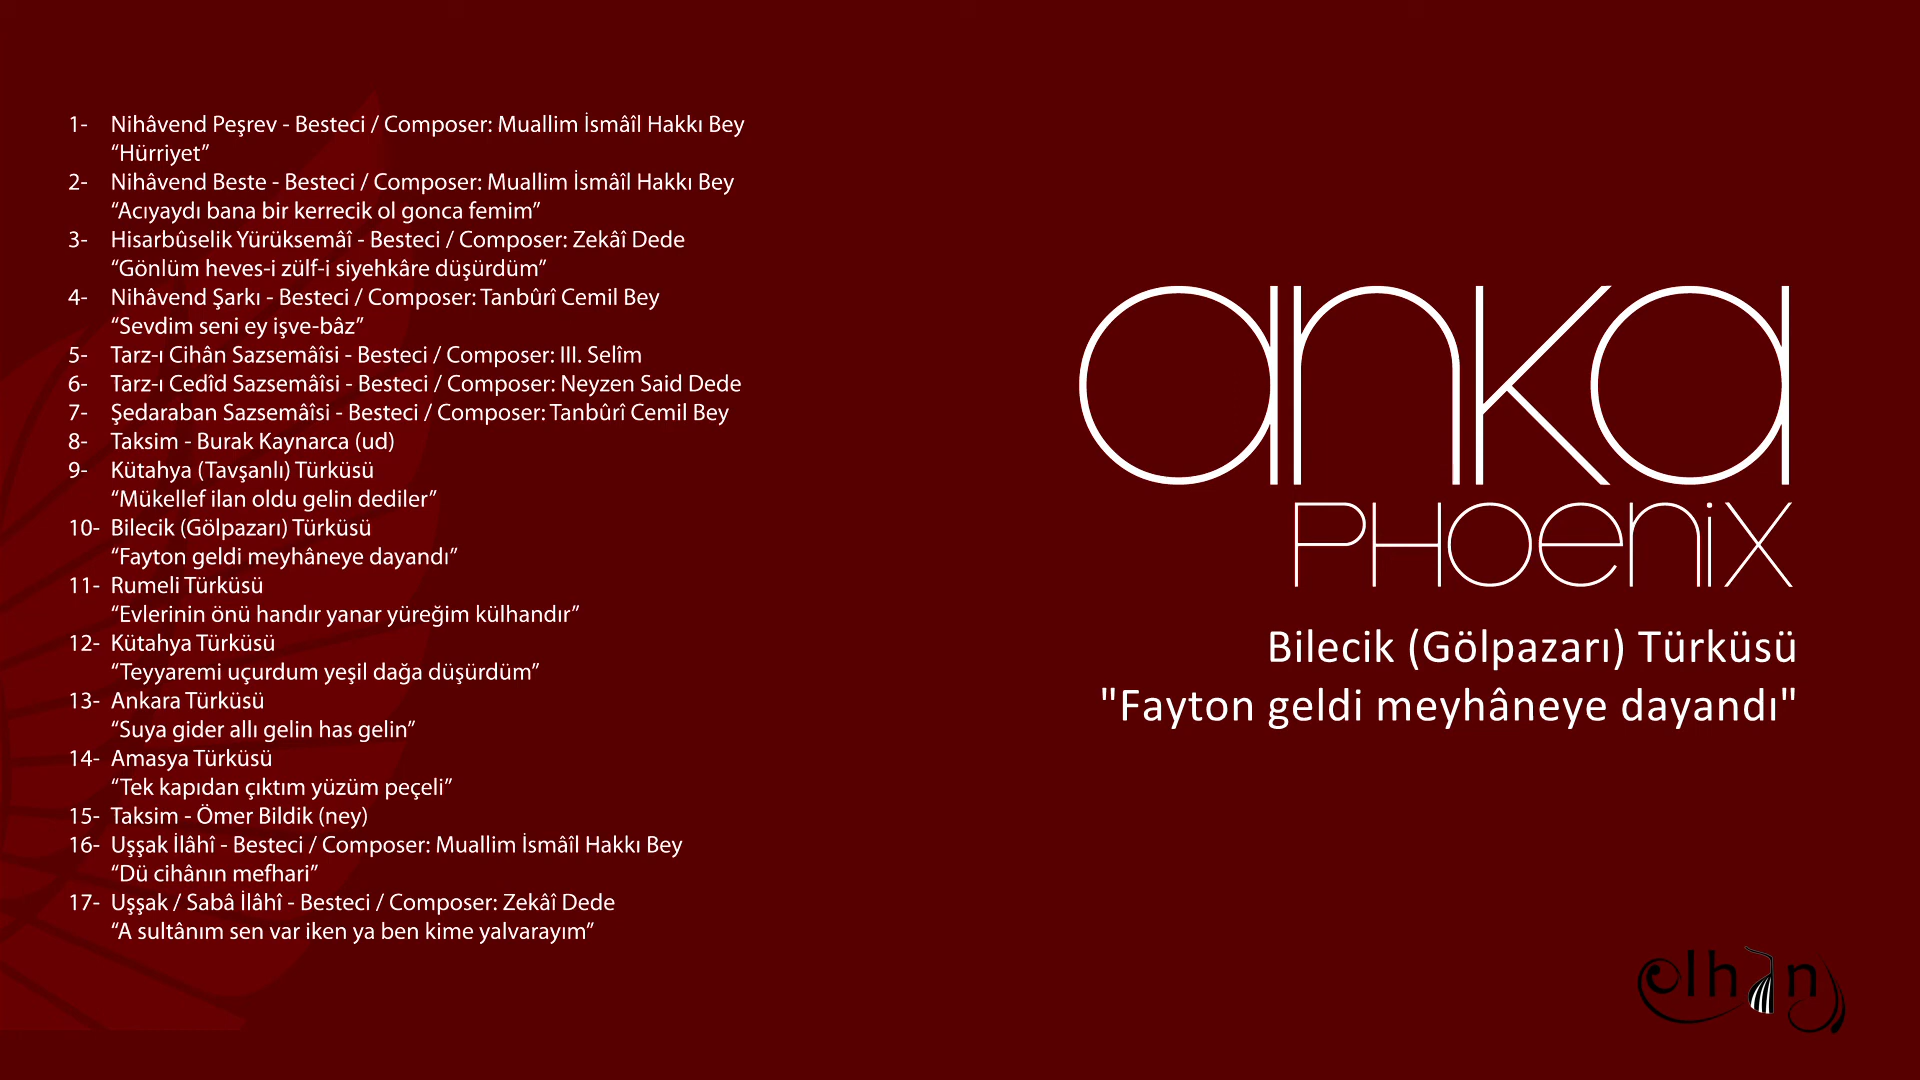 1- Nihâvend Peşrev - Besteci / Composer: Muallim İsmâîl Hakkı Bey
“Hürriyet”
2- Nihâvend Beste - Besteci / Composer: Muallim İsmâîl Hakkı Bey
“Acıyaydı bana bir kerrecik ol gonca femim”
3- Hisarbûselik Yürüksemâî - Besteci / Composer: Zekâî Dede
“Gönlüm heves-i zülf-i siyehkâre düşürdüm”
4- Nihâvend Şarkı - Besteci / Composer: Tanbûrî Cemil Bey
“Sevdim seni ey işve-bâz”
5- Tarz-ı Cihân Sazsemâîsi - Besteci / Composer: III. Selîm
6- Tarz-ı Cedîd Sazsemâîsi - Besteci / Composer: Neyzen Said Dede
7- Şedaraban Sazsemâîsi - Besteci / Composer: Tanbûrî Cemil Bey
8- Taksim - Burak Kaynarca (ud)
9- Kütahya (Tavşanlı) Türküsü
“Mükellef ilan oldu gelin dediler”
10- Bilecik (Gölpazarı) Türküsü
“Fayton geldi meyhâneye dayandı”
11- Rumeli Türküsü
“Evlerinin önü handır yanar yüreğim külhandır”
12- Kütahya Türküsü
“Teyyaremi uçurdum yeşil dağa düşürdüm”
13- Ankara Türküsü
“Suya gider allı gelin has gelin”
14- Amasya Türküsü
“Tek kapıdan çıktım yüzüm peçeli”
15- Taksim - Ömer Bildik (ney)
16- Uşşak İlâhî - Besteci / Composer: Muallim İsmâîl Hakkı Bey
“Dü cihânın mefhari”
17- Uşşak / Sabâ İlâhî - Besteci / Composer: Zekâî Dede
“A sultânım sen var iken ya ben kime yalvarayım”
anka
PHoenix
Bilecik (Gölpazarı) Türküsü
"Fayton geldi meyhâneye dayandı"
elhân